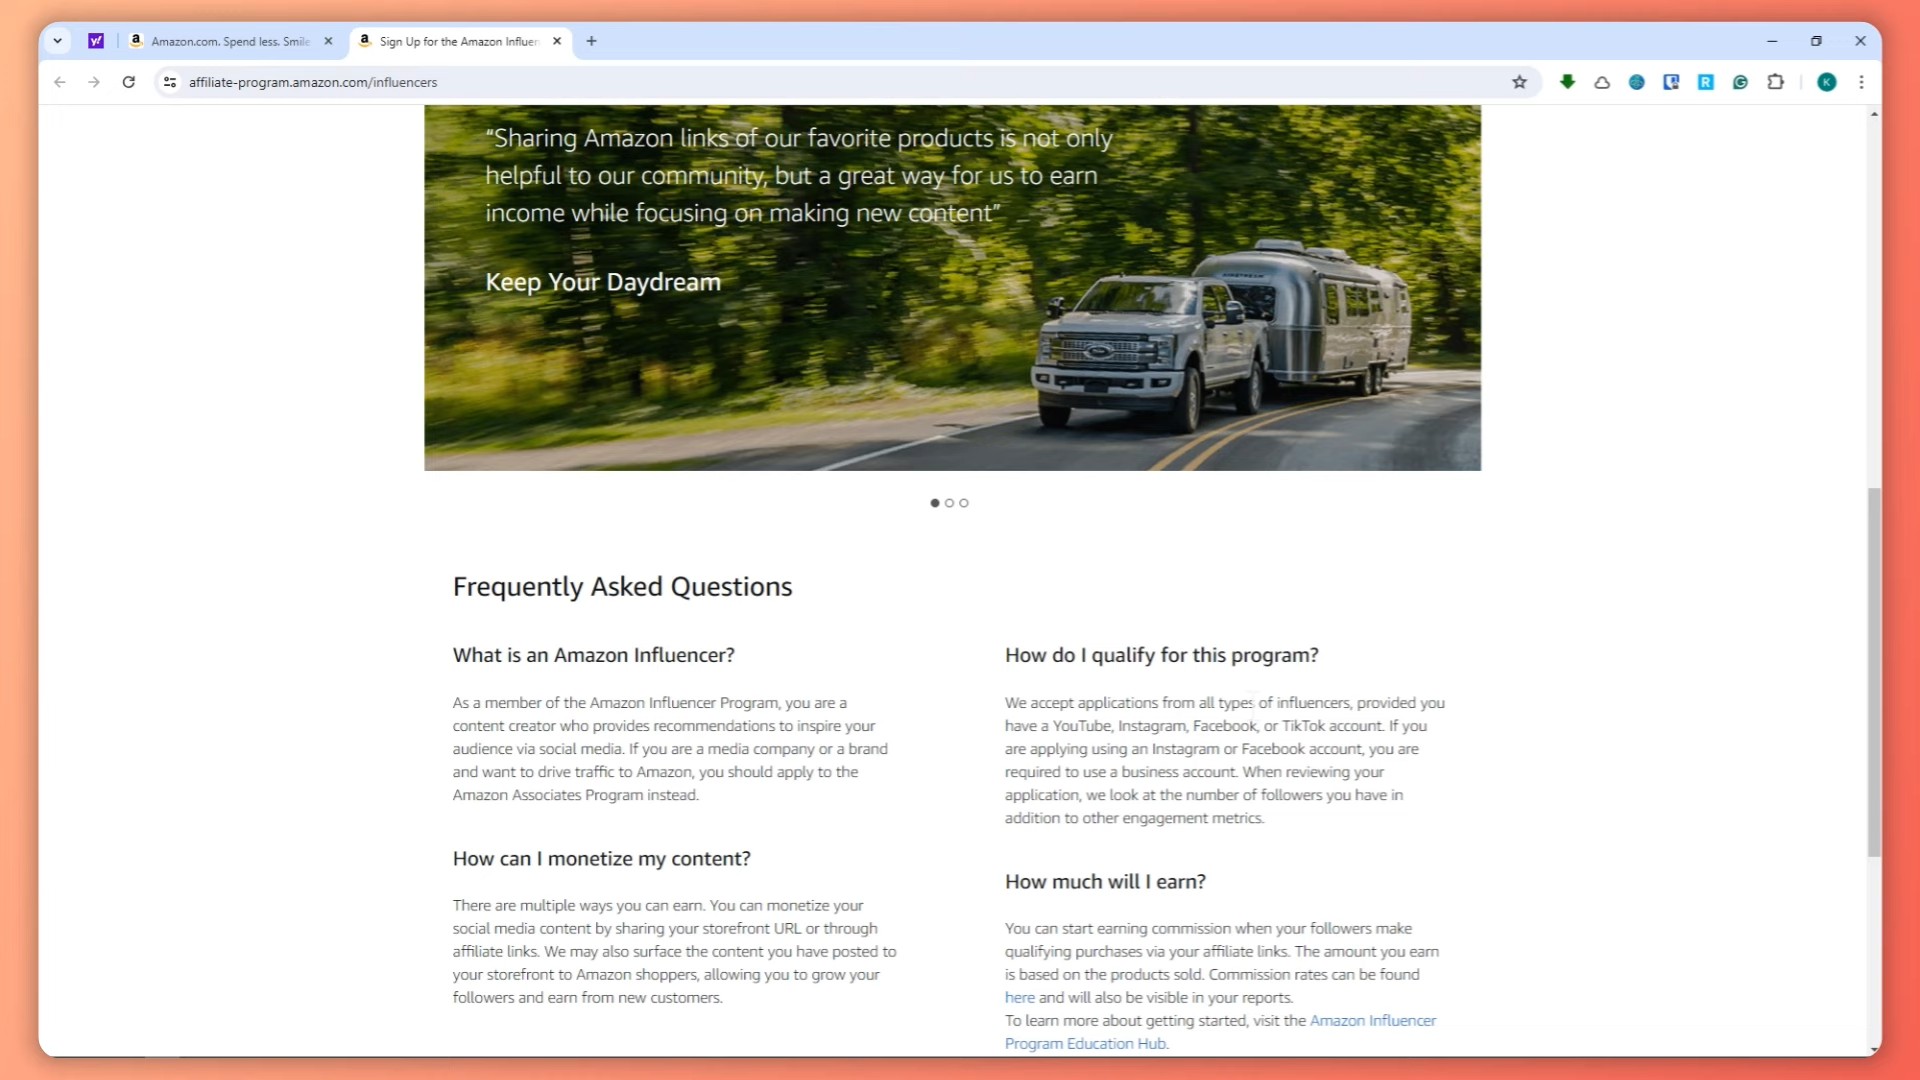 Amazon.com. Spend less. Smile
Sign Up for the Amazon Influen
affiliate-program.amazon.com/influencers
K
“Sharing Amazon links of our favorite products is not only
helpful to our community, but a great way for us to earn
income while focusing on making new content”
Keep Your Daydream
Frequently Asked Questions
What is an Amazon Influencer?
As a member of the Amazon Influencer Program, you are a
content creator who provides recommendations to inspire your
audience via social media. If you are a media company or a brand
and want to drive traffic to Amazon, you should apply to the
Amazon Associates Program instead.
How can I monetize my content?
There are multiple ways you can earn. You can monetize your
social media content by sharing your storefront URL or through
affiliate links. We may also surface the content you have posted to
your storefront to Amazon shoppers, allowing you to grow your
followers and earn from new customers.
How do I qualify for this program?
We accept applications from all types of influencers, provided you
have a YouTube, Instagram, Facebook, or TikTok account. If you
are applying using an Instagram or Facebook account, you are
required to use a business account. When reviewing your
application, we look at the number of followers you have in
addition to other engagement metrics.
How much will I earn?
You can start earning commission when your followers make
qualifying purchases via your affiliate links. The amount you earn
is based on the products sold. Commission rates can be found
here and will also be visible in your reports.
To learn more about getting started, visit the Amazon Influencer
Program Education Hub.